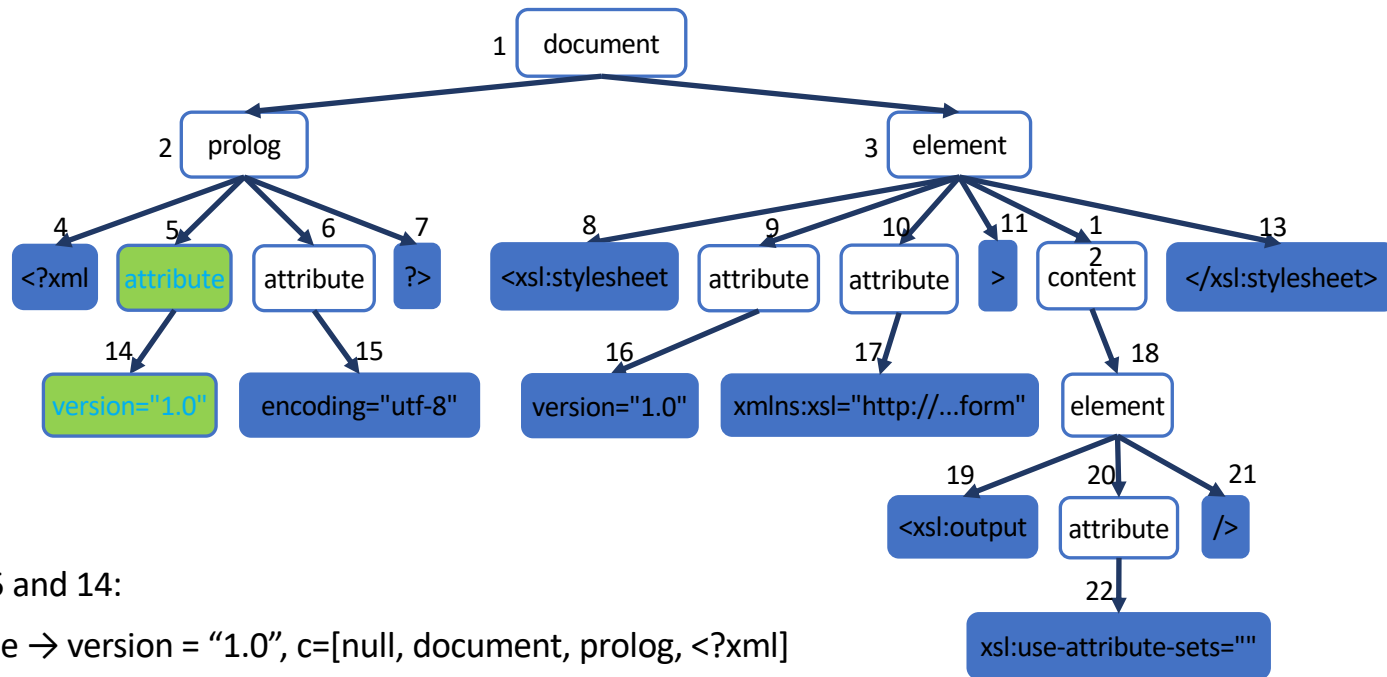 1 document
2 prolog 3 element
4 5 6 7 8 9 10 11 1 13
2
<?xml attribute attribute ?> <xsl:stylesheet attribute attribute > content </xsl:stylesheet>
14 15 16 17 18
version="1.0" encoding="utf-8" version="1.0" xmlns:xsl="http://...form" element
19 20 21
<xsl:output attribute />
5 and 14:
22
e → version = “1.0”, c=[null, document, prolog, <?xml] xsl:use-attribute-sets=""